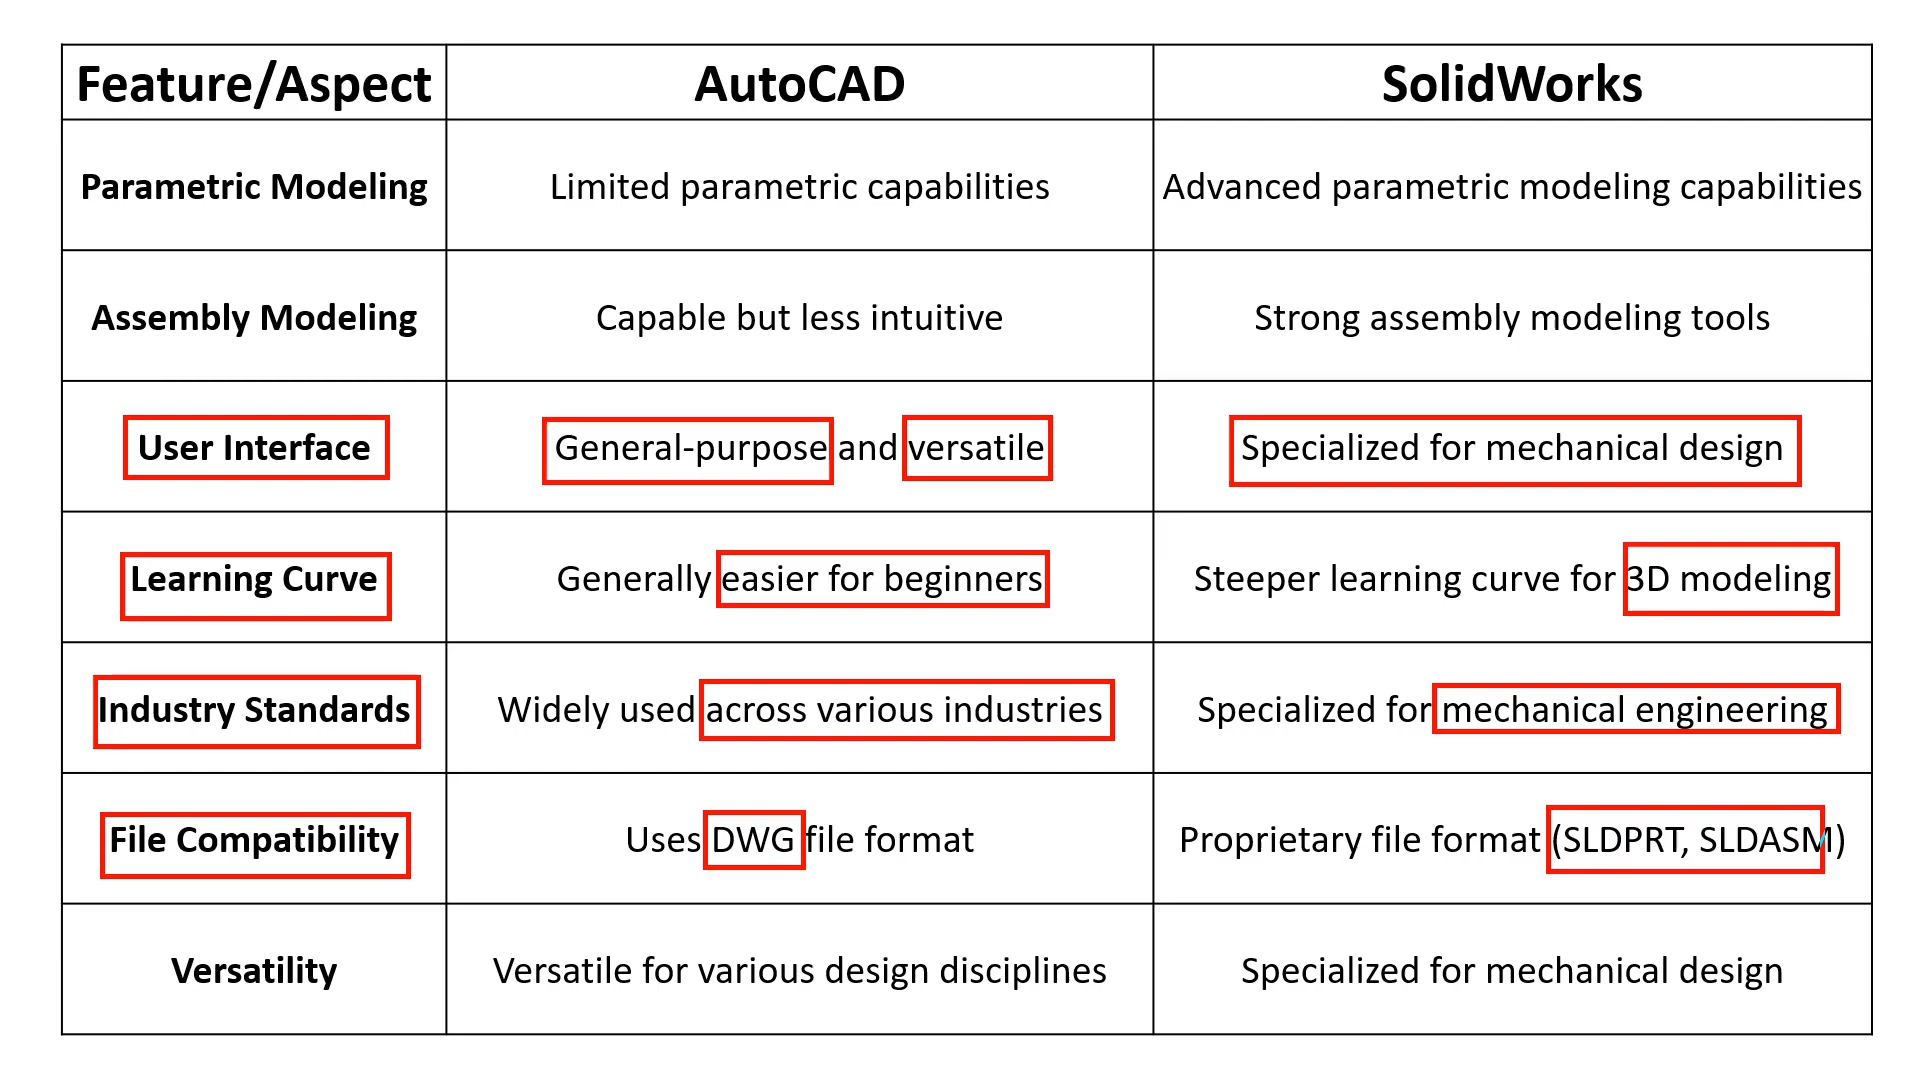 Feature/Aspect AutoCAD SolidWorks
Parametric Modeling Limited parametric capabilities Advanced parametric modeling capabilities
Assembly Modeling Capable but less intuitive Strong assembly modeling tools
User Interface General-purpose and versatile Specialized for mechanical design
Learning Curve Generally easier for beginners Steeper learning curve for 3D modeling
Industry Standards Widely used across various industries Specialized for mechanical engineering
File Compatibility Uses DWG file format Proprietary file format (SLDPRT, SLDASM)
Versatility Versatile for various design disciplines Specialized for mechanical design